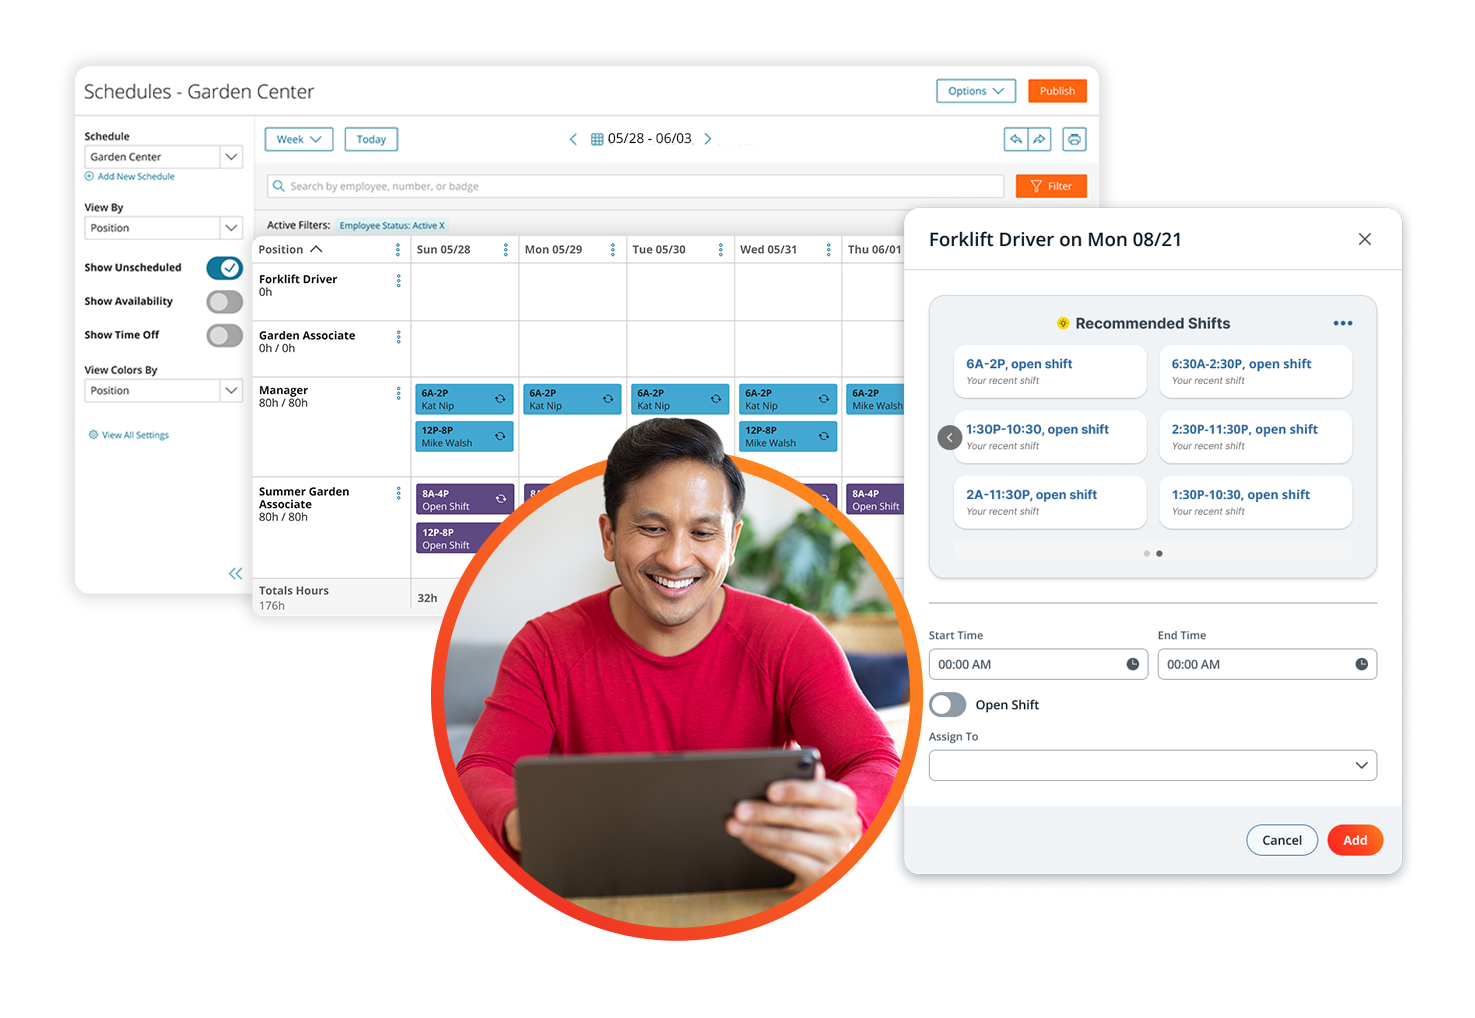 Schedules - Garden Center
Options
Publish
Schedule
Garden Center
Add New Schedule
View By
Position
Show Unscheduled
Show Availability
Show Time Off
View Colors By
Position
View All Settings
Week
Today
05/28 - 06/03
Search by employee, number, or badge
Filter
Active Filters: Employee Status: Active X
Position
Sun 05/28
Mon 05/29
Tue 05/30
Wed 05/31
Thu 06/01
Forklift Driver
0h
Garden Associate
0h / 0h
Manager
80h / 80h
6A-2P
Kat Nip
6A-2P
Kat Nip
6A-2P
Kat Nip
6A-2P
Kat Nip
6A-2P
Mike Walsh
12P-8P
Mike Walsh
12P-8P
Mike Walsh
Summer Garden
Associate
80h / 80h
8A-4P
Open Shift
8A-4P
Open Shift
12P-8P
Open Shift
Totals Hours
176h
32h
Forklift Driver on Mon 08/21
Recommended Shifts
6A-2P, open shift
Your recent shift
6:30A-2:30P, open shift
Your recent shift
1:30P-10:30, open shift
Your recent shift
2:30P-11:30P, open shift
Your recent shift
2A-11:30P, open shift
Your recent shift
1:30P-10:30, open shift
Your recent shift
Start Time
End Time
00:00 AM
00:00 AM
Open Shift
Assign To
Cancel
Add